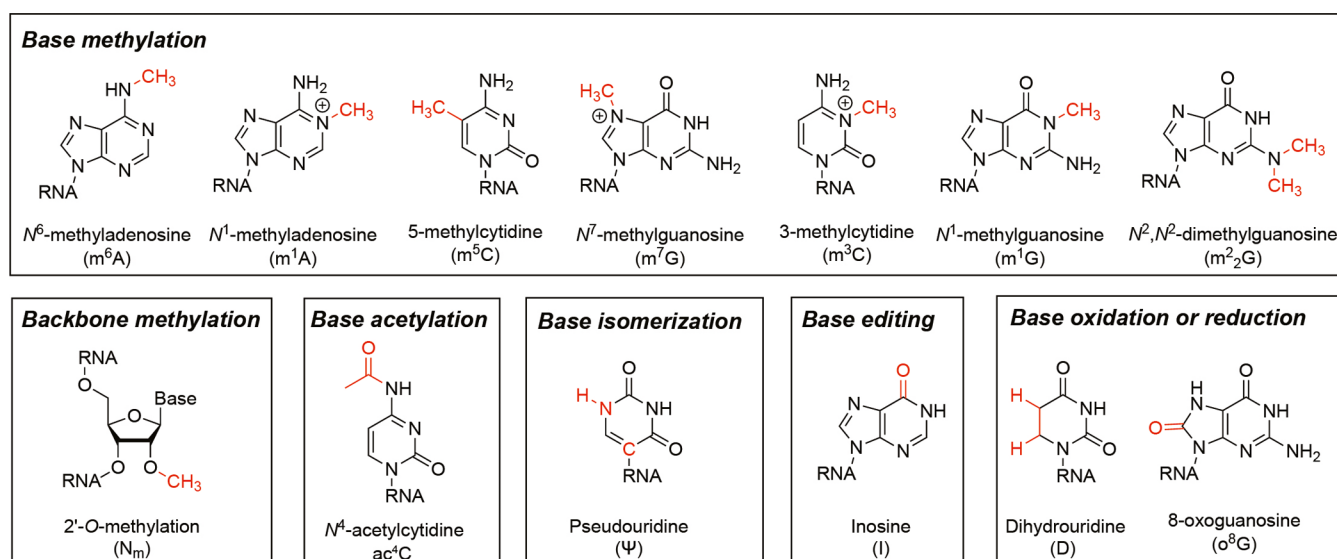 Base methylation
HN CH₃ N N N N RNA
NH₂ N N⊕ CH₃ N N RNA
H₃C NH₂ N N O RNA
H₃C N⊕ O NH N N NH₂ RNA
NH₂ N⊕ CH₃ N O RNA
O N N CH₃ N N NH₂ RNA
O N NH N N N CH₃ CH₃ RNA
N⁶-methyladenosine
(m⁶A)
N¹-methyladenosine
(m¹A)
5-methylcytidine
(m⁵C)
N⁷-methylguanosine
(m⁷G)
3-methylcytidine
(m³C)
N¹-methylguanosine
(m¹G)
N²,N²-dimethylguanosine
(m²₂G)
Backbone methylation
RNA
O
O Base
O O
RNA CH₃
2'-O-methylation
(Nₘ)
Base acetylation
O
NH
N
N O
RNA
N⁴-acetylcytidine
ac⁴C
Base isomerization
O
H N NH
C O
RNA
Pseudouridine
(Ψ)
Base editing
O
N NH
N N
RNA
Inosine
(I)
Base oxidation or reduction
O
H NH
H N O
RNA
Dihydrouridine
(D)
H O
N NH
O N N NH₂
RNA
8-oxoguanosine
(o⁸G)